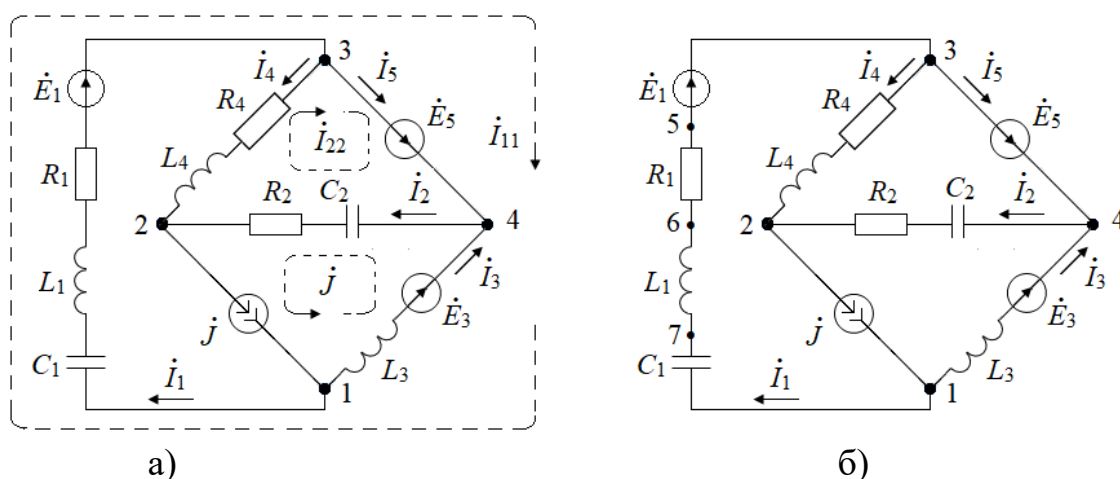 3
3
İ₄
İ₅
İ₄
İ₅
Ė₁
R₄
Ė₅
İ₁₁
Ė₁
R₄
Ė₅
İ₂₂
5
L₄
L₄
R₁
C₂
İ₂
R₁
R₂
C₂
İ₂
R₂
2
4
6
2
4
L₁
j̇
İ₃
L₁
İ₃
Ė₃
Ė₃
j̇
7
j̇
C₁
İ₁
L₃
C₁
İ₁
L₃
1
1
а)
б)